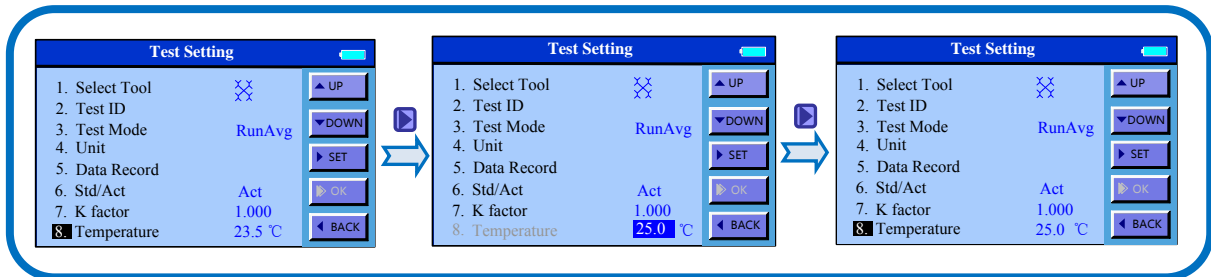 Test Setting
1. Select Tool
▲ UP
2. Test ID
3. Test Mode RunAvg
▼DOWN
4. Unit
5. Data Record
▶ SET
6. Std/Act Act
OK
7. K factor 1.000
8. Temperature 23.5 ℃
◀ BACK
Test Setting
1. Select Tool
▲ UP
2. Test ID
3. Test Mode RunAvg
▼DOWN
4. Unit
5. Data Record
▶ SET
6. Std/Act Act
OK
7. K factor 1.000
8. Temperature 25.0 ℃
◀ BACK
Test Setting
1. Select Tool
▲ UP
2. Test ID
3. Test Mode RunAvg
▼DOWN
4. Unit
5. Data Record
▶ SET
6. Std/Act Act
OK
7. K factor 1.000
8. Temperature 25.0 ℃
◀ BACK